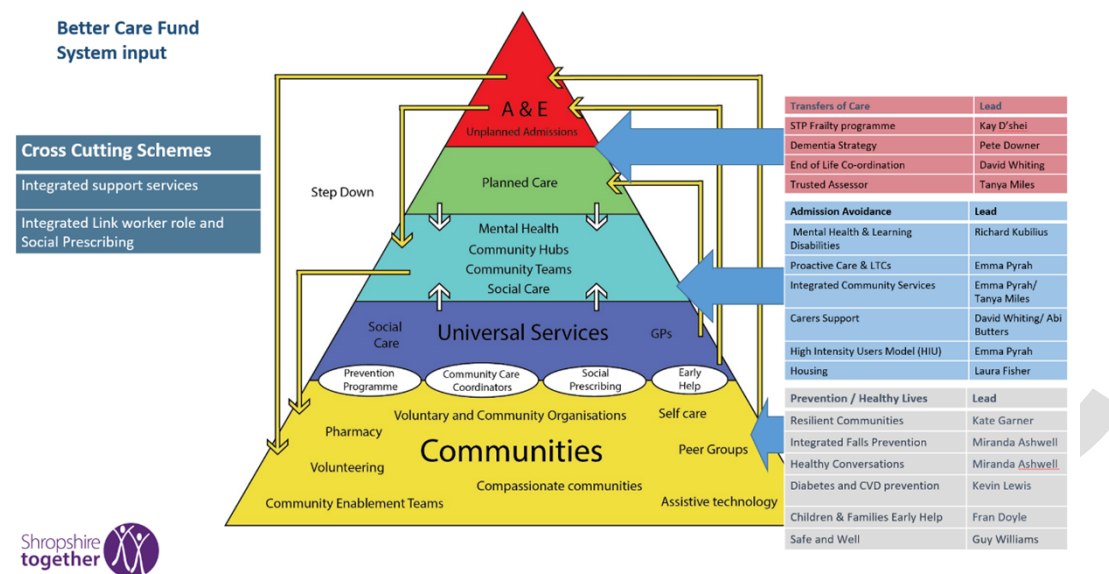 Better Care Fund
System input
Cross Cutting Schemes
Integrated support services
Integrated Link worker role and
Social Prescribing
Step Down
A & E
Unplanned Admissions
Planned Care
Mental Health
Community Hubs
Community Teams
Social Care
Social
Care
Universal Services
GPs
Prevention
Programme
Community Care
Coordinators
Social
Prescribing
Early
Help
Voluntary and Community Organisations
Self care
Pharmacy
Communities
Peer Groups
Volunteering
Compassionate communities
Community Enablement Teams
Assistive technology
Transfers of Care Lead
STP Frailty programme Kay D'shei
Dementia Strategy Pete Downer
End of Life Co-ordination David Whiting
Trusted Assessor Tanya Miles
Admission Avoidance Lead
Mental Health & Learning Richard Kubilius
Disabilities
Proactive Care & LTCs Emma Pyrah
Integrated Community Services Emma Pyrah/
Tanya Miles
Carers Support David Whiting/ Abi
Butters
High Intensity Users Model (HIU) Emma Pyrah
Housing Laura Fisher
Prevention / Healthy Lives Lead
Resilient Communities Kate Garner
Integrated Falls Prevention Miranda Ashwell
Healthy Conversations Miranda Ashwell
Diabetes and CVD prevention Kevin Lewis
Children & Families Early Help Fran Doyle
Safe and Well Guy Williams
Shropshire
together